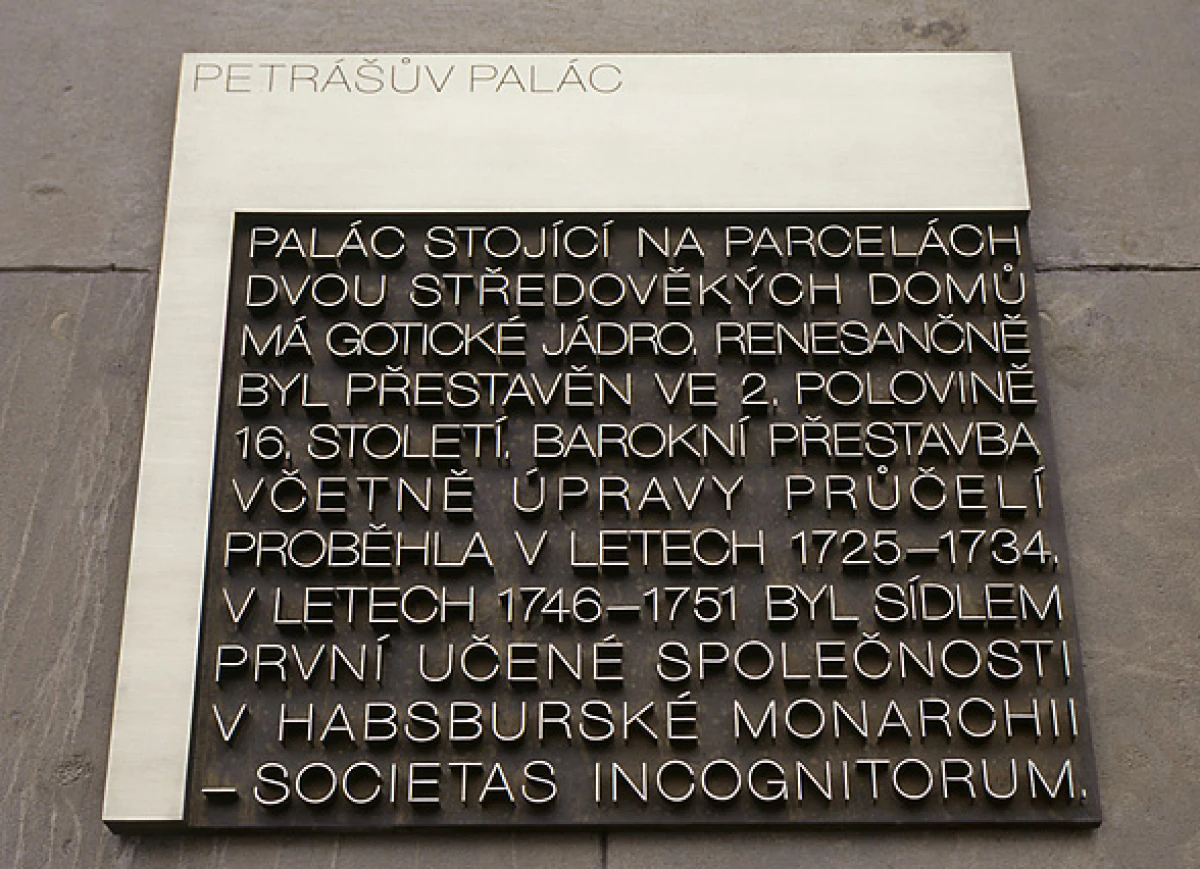 PETRÁŠŮV PALÁC
PALÁC STOJÍCÍ NA PARCELÁCH
DVOU STŘEDOVĚKÝCH DOMŮ
MÁ GOTICKÉ JÁDRO. RENESANČNĚ
BYL PŘESTAVĚN VE 2. POLOVINĚ
16. STOLETÍ. BAROKNÍ PŘESTAVBA
VČETNĚ ÚPRAVY PRŮČELÍ
PROBĚHLA V LETECH 1725–1734.
V LETECH 1746–1751 BYL SÍDLEM
PRVNÍ UČENÉ SPOLEČNOSTI
V HABSBURSKÉ MONARCHII
– SOCIETAS INCOGNITORUM.